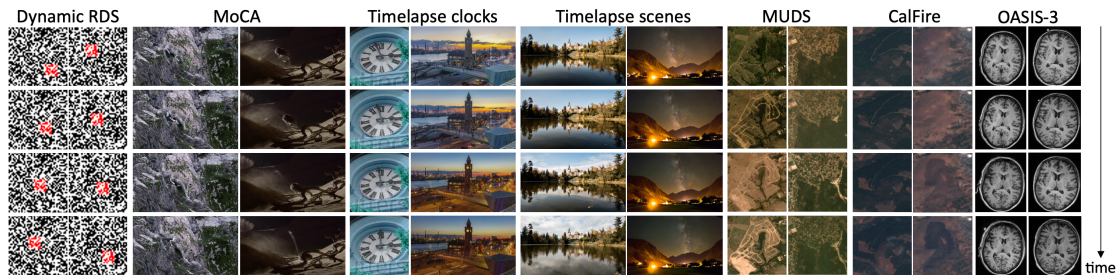 Dynamic RDS
MoCA
Timelapse clocks
Timelapse scenes
MUDS
CalFire
OASIS-3
time